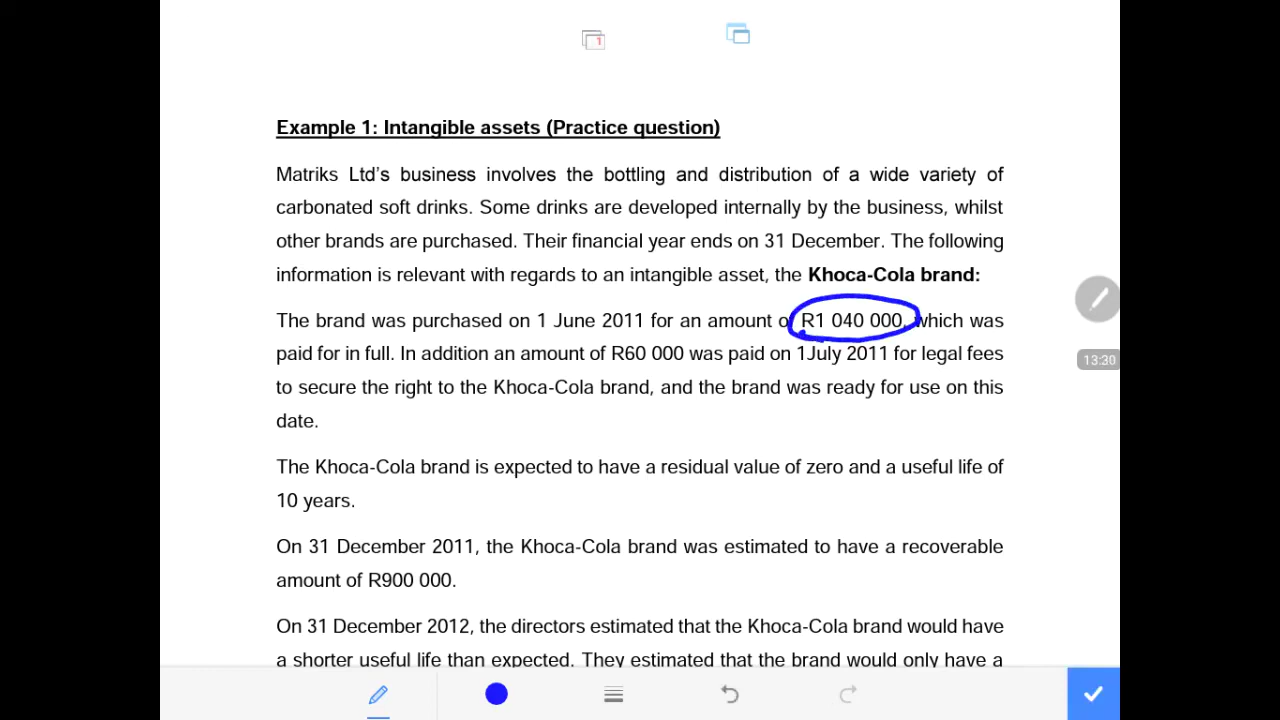 1
Example 1: Intangible assets (Practice question)
Matriks Ltd's business involves the bottling and distribution of a wide variety of
carbonated soft drinks. Some drinks are developed internally by the business, whilst
other brands are purchased. Their financial year ends on 31 December. The following
information is relevant with regards to an intangible asset, the Khoca-Cola brand:
The brand was purchased on 1 June 2011 for an amount of R1 040 000, which was
paid for in full. In addition an amount of R60 000 was paid on 1July 2011 for legal fees
to secure the right to the Khoca-Cola brand, and the brand was ready for use on this
date.
13:30
The Khoca-Cola brand is expected to have a residual value of zero and a useful life of
10 years.
On 31 December 2011, the Khoca-Cola brand was estimated to have a recoverable
amount of R900 000.
On 31 December 2012, the directors estimated that the Khoca-Cola brand would have
a shorter useful life than expected. They estimated that the brand would only have a